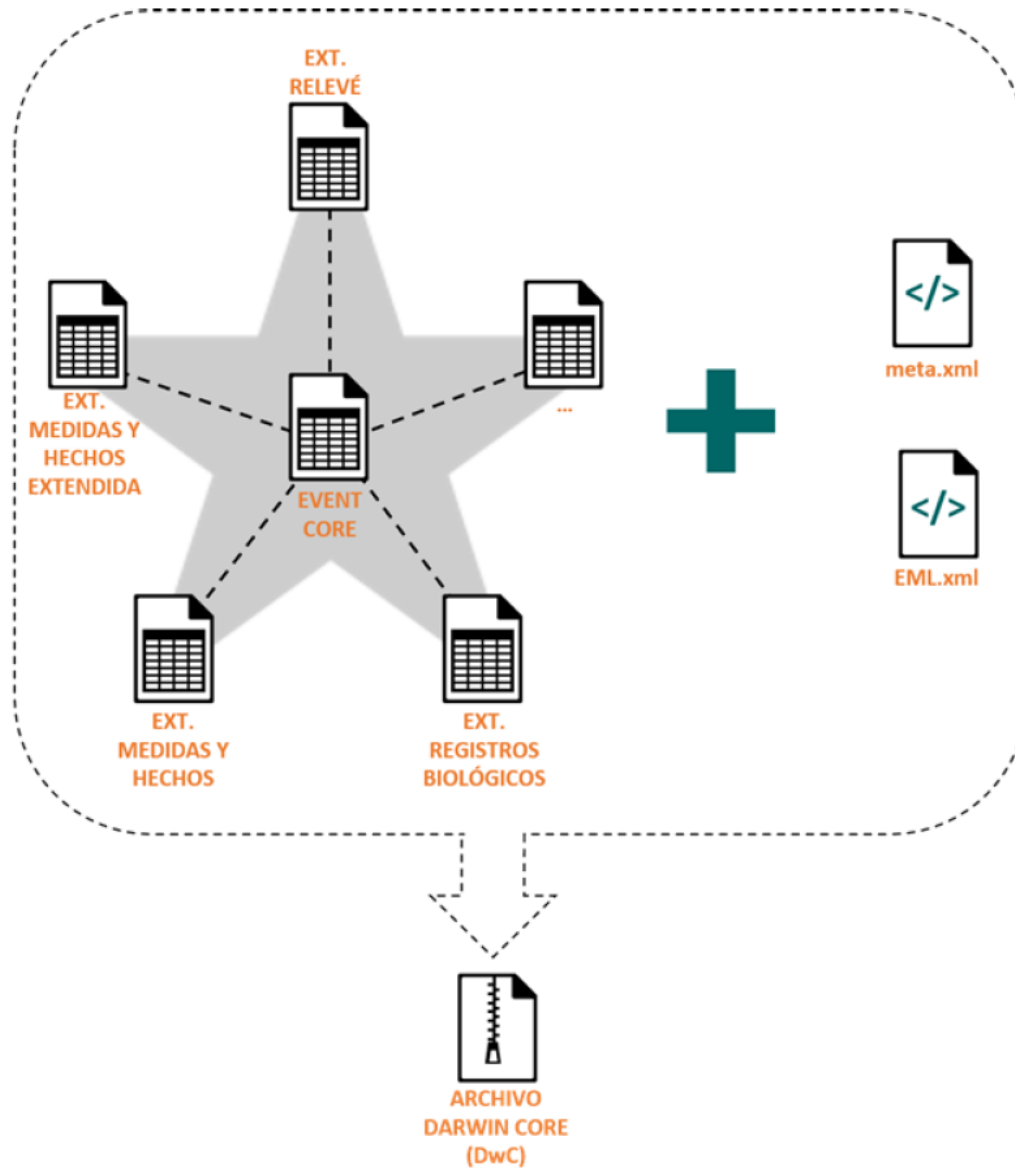 EXT.
RELEVÉ
</>
meta.xml
EXT.
MEDIDAS Y
HECHOS
EXTENDIDA
...
EVENT
CORE
</>
EML.xml
EXT.
MEDIDAS Y
HECHOS
EXT.
REGISTROS
BIOLÓGICOS
ARCHIVO
DARWIN CORE
(DwC)